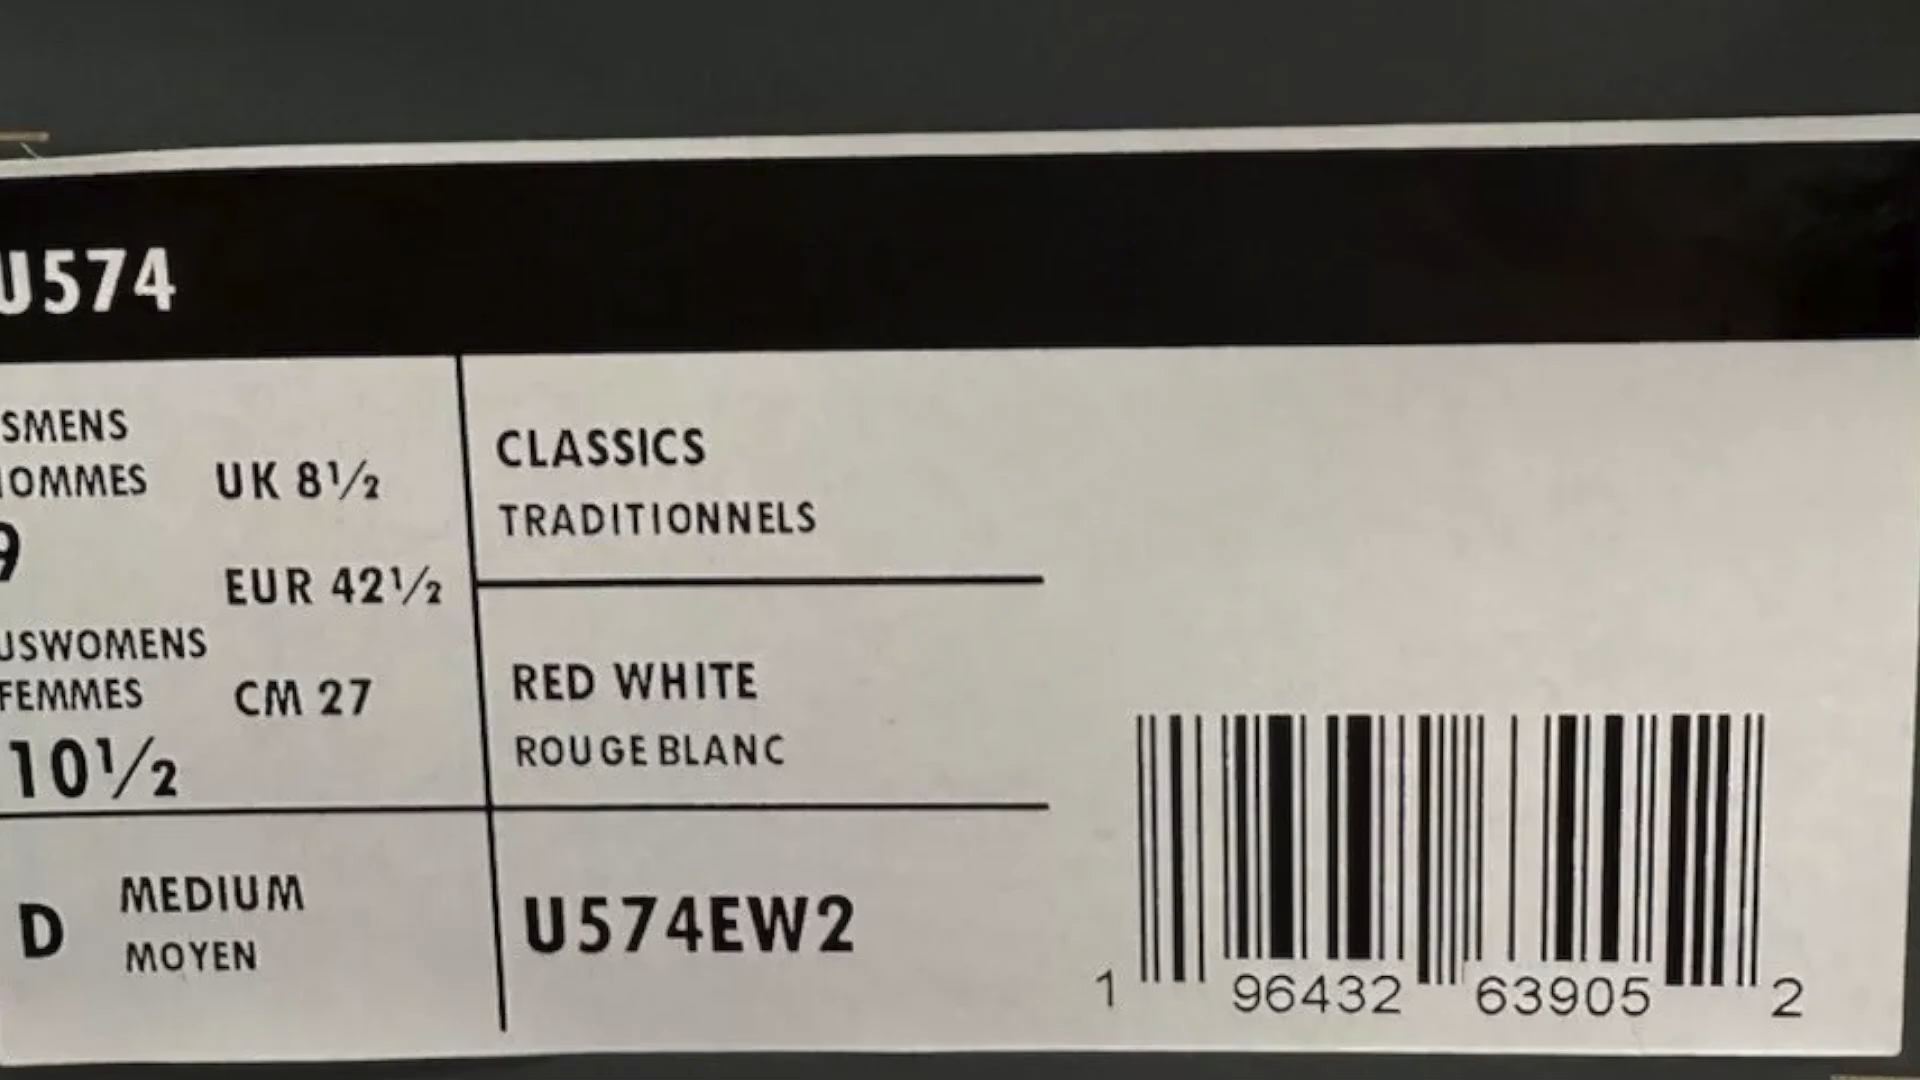 U574
SMENS
HOMMES
UK 8½
9
EUR 42½
USWOMENS
FEMMES
CM 27
10½
D
MEDIUM
MOYEN
CLASSICS
TRADITIONNELS
RED WHITE
ROUGE BLANC
U574EW2
1 96432 63905 2